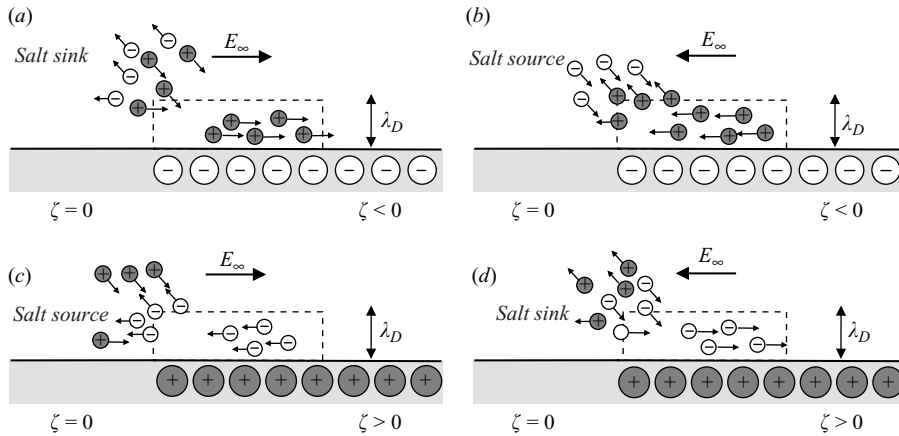 (a)
Salt sink
E∞
λD
ζ = 0
ζ < 0
(b)
Salt source
E∞
λD
ζ = 0
ζ < 0
(c)
Salt source
E∞
λD
ζ = 0
ζ > 0
(d)
Salt sink
E∞
λD
ζ = 0
ζ > 0